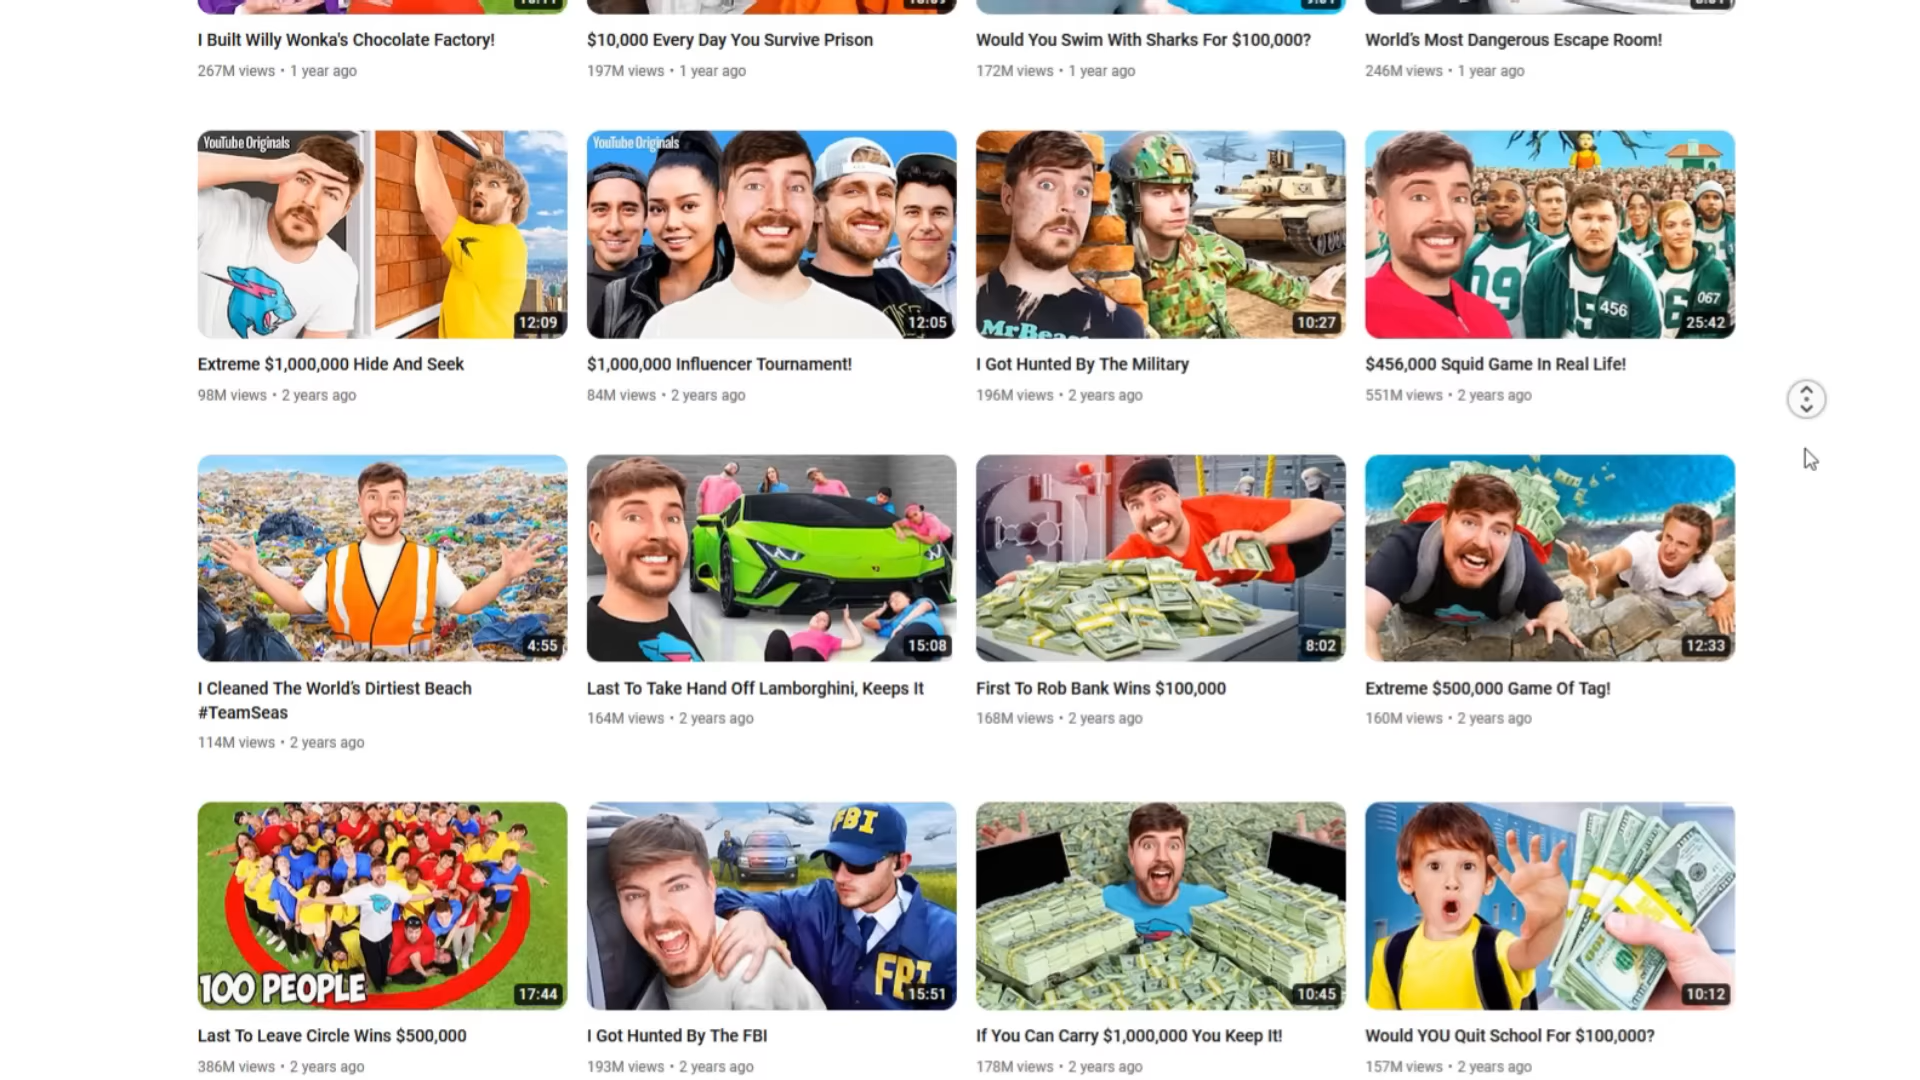 I Built Willy Wonka's Chocolate Factory!
267M views • 1 year ago
$10,000 Every Day You Survive Prison
197M views • 1 year ago
Would You Swim With Sharks For $100,000?
172M views • 1 year ago
World's Most Dangerous Escape Room!
246M views • 1 year ago
YouTube Originals
12:09
Extreme $1,000,000 Hide And Seek
98M views • 2 years ago
YouTube Originals
12:05
$1,000,000 Influencer Tournament!
84M views • 2 years ago
10:27
I Got Hunted By The Military
196M views • 2 years ago
456
067
25:42
$456,000 Squid Game In Real Life!
551M views • 2 years ago
4:55
I Cleaned The World's Dirtiest Beach
#TeamSeas
114M views • 2 years ago
15:08
Last To Take Hand Off Lamborghini, Keeps It
164M views • 2 years ago
8:02
First To Rob Bank Wins $100,000
168M views • 2 years ago
12:33
Extreme $500,000 Game Of Tag!
160M views • 2 years ago
100 PEOPLE
17:44
Last To Leave Circle Wins $500,000
386M views • 2 years ago
FBI
FBI
15:51
I Got Hunted By The FBI
193M views • 2 years ago
10:45
If You Can Carry $1,000,000 You Keep It!
178M views • 2 years ago
10:12
Would YOU Quit School For $100,000?
157M views • 2 years ago